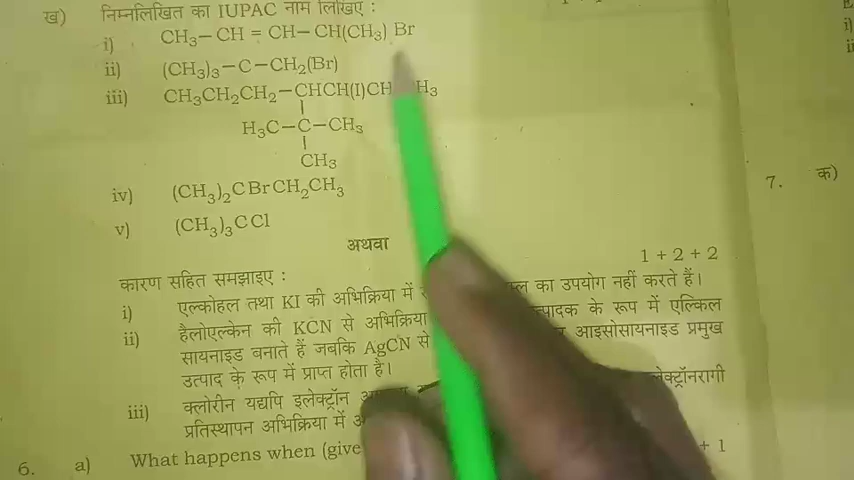 ख) निम्नलिखित का IUPAC नाम लिखिए :
i) CH₃–CH = CH–CH(CH₃) Br
ii) (CH₃)₃–C–CH₂(Br)
iii) CH₃CH₂CH₂–CHCH(I)CH H₃
H₃C–C–CH₃
CH₃
iv) (CH₃)₂CBrCH₂CH₃
v) (CH₃)₃CCl
7. क)
अथवा
1 + 2 + 2
कारण सहित समझाइए :
i) एल्कोहल तथा KI की अभिक्रिया में का उपयोग नहीं करते हैं।
ii) हैलोएल्केन की KCN से अभिक्रिया के रूप में एल्किल
सायनाइड बनाते हैं जबकि AgCN से आइसोसायनाइड प्रमुख
उत्पाद के रूप में प्राप्त होता है।
iii) क्लोरीन यद्यपि इलेक्ट्रॉन
प्रतिस्थापन अभिक्रिया में
6. a) What happens when (give + 1